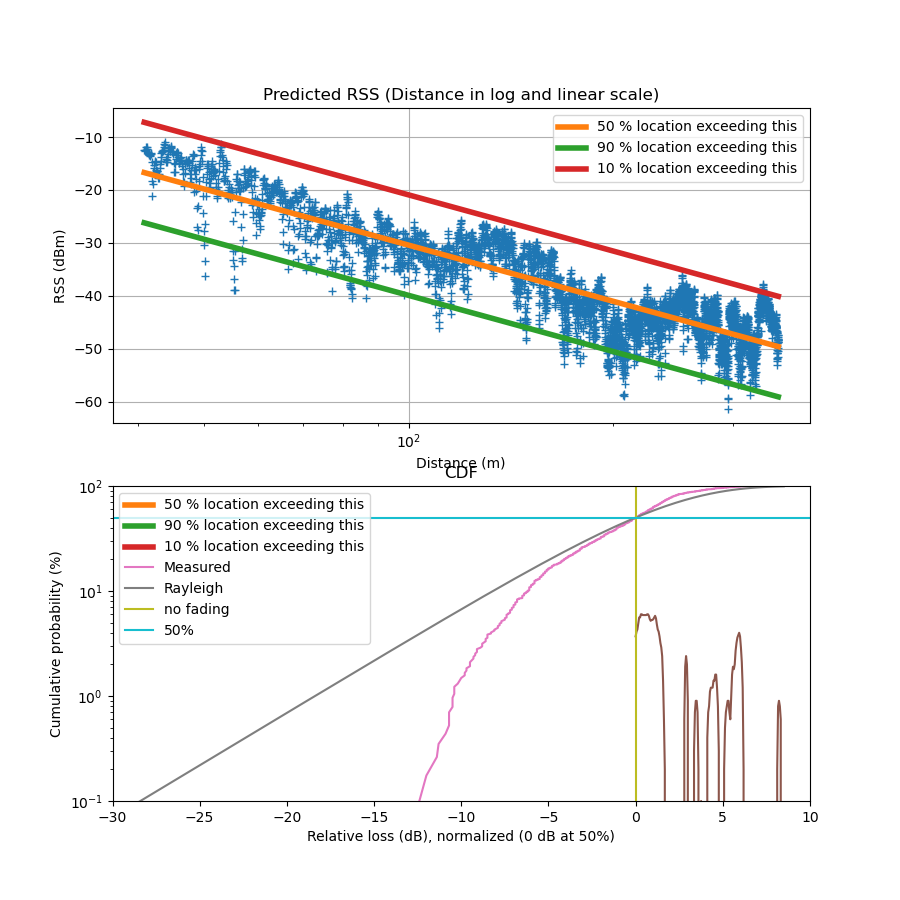 Predicted RSS (Distance in log and linear scale)
50 % location exceeding this
90 % location exceeding this
10 % location exceeding this
−10
−20
−30
−40
−50
−60
RSS (dBm)
10²
Distance (m)
CDF
50 % location exceeding this
90 % location exceeding this
10 % location exceeding this
Measured
Rayleigh
no fading
50%
10²
10¹
10⁰
10⁻¹
Cumulative probability (%)
−30 −25 −20 −15 −10 −5 0 5 10
Relative loss (dB), normalized (0 dB at 50%)